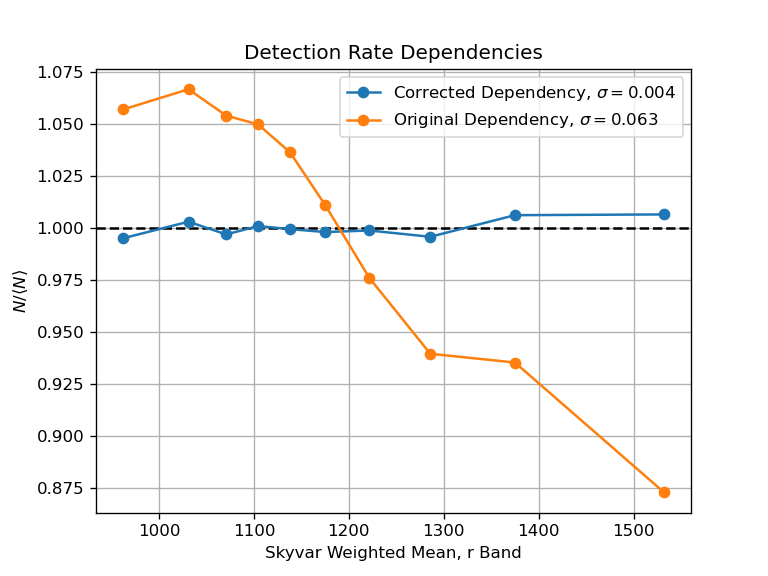 Detection Rate Dependencies
Corrected Dependency, σ = 0.004
Original Dependency, σ = 0.063
1.075
1.050
1.025
1.000
0.975
0.950
0.925
0.900
0.875
N/⟨N⟩
1000 1100 1200 1300 1400 1500
Skyvar Weighted Mean, r Band